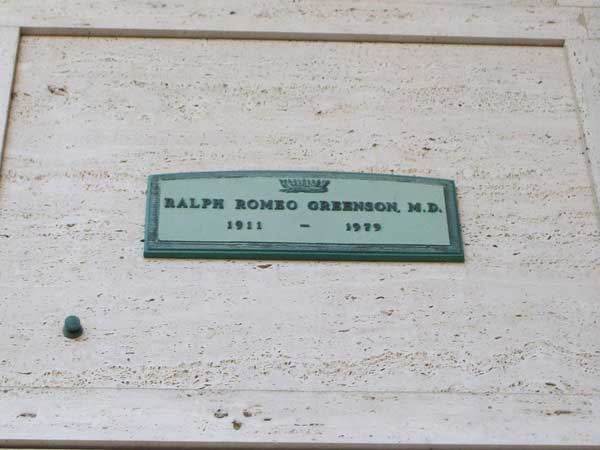 RALPH ROMEO GREENSON, M.D.
1911 – 1979